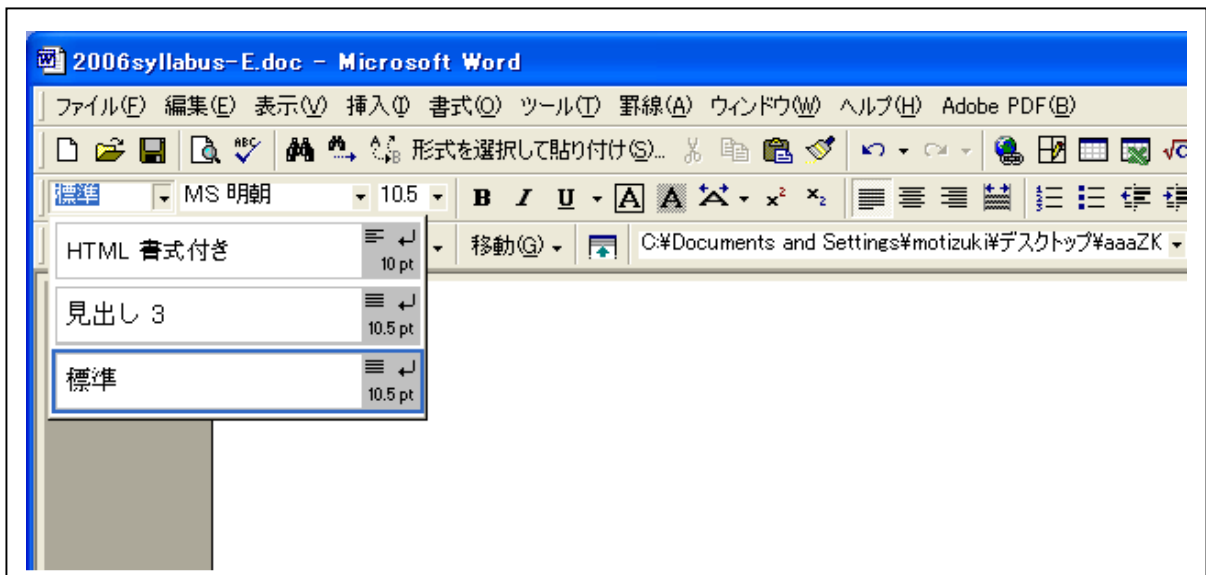 2006syllabus-E.doc - Microsoft Word
ファイル(F) 編集(E) 表示(V) 挿入(I) 書式(O) ツール(T) 罫線(A) ウィンドウ(W) ヘルプ(H) Adobe PDF(B)
形式を選択して貼り付け(S)...
標準 MS 明朝 10.5 B I U A A x² x₂
移動(G) C:¥Documents and Settings¥motizuki¥デスクトップ¥aaaZK
HTML 書式付き 10 pt
見出し 3 10.5 pt
標準 10.5 pt